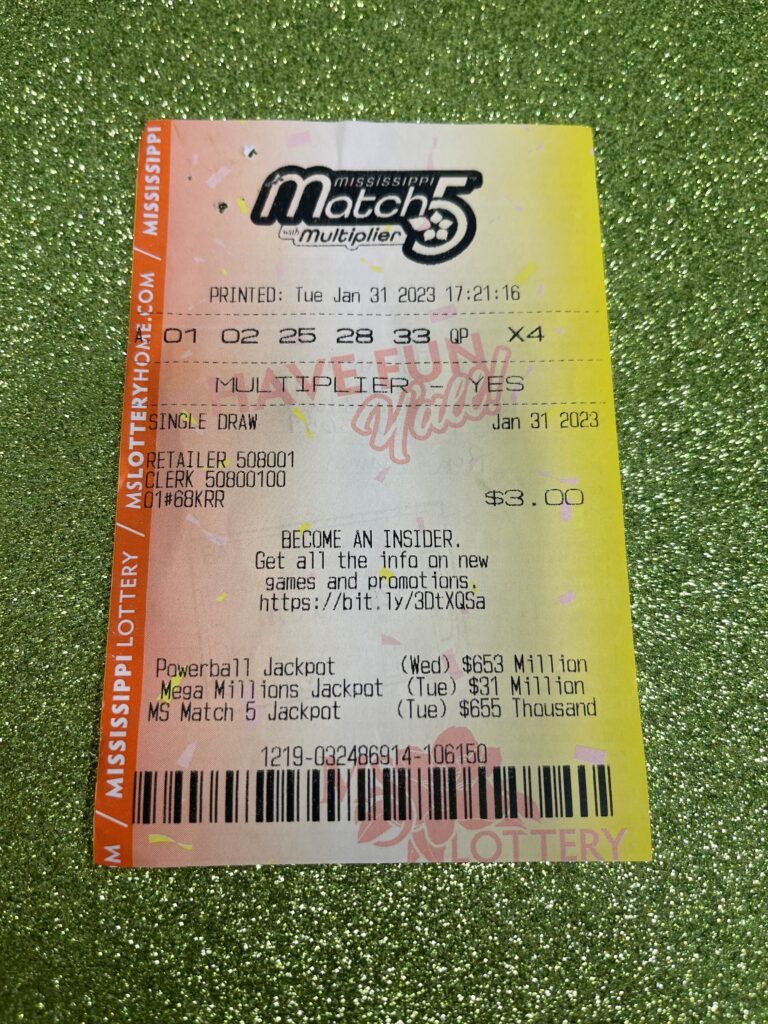 MISSISSIPPI
Match 5
with Multiplier
PRINTED: Tue Jan 31 2023 17:21:16
A 01 02 25 28 33 QP X4
HAVE FUN
Y'all!
MULTIPLIER - YES
SINGLE DRAW Jan 31 2023
RETAILER 508001
CLERK 50800100
01#68KRR $3.00
BECOME AN INSIDER.
Get all the info on new
games and promotions.
https://bit.ly/3DtXQSa
Powerball Jackpot (Wed) $653 Million
Mega Millions Jackpot (Tue) $31 Million
MS Match 5 Jackpot (Tue) $655 Thousand
1219-032486914-106150
LOTTERY
M / MISSISSIPPI LOTTERY / MSLOTTERYHOME.COM / MISSISSIPPI